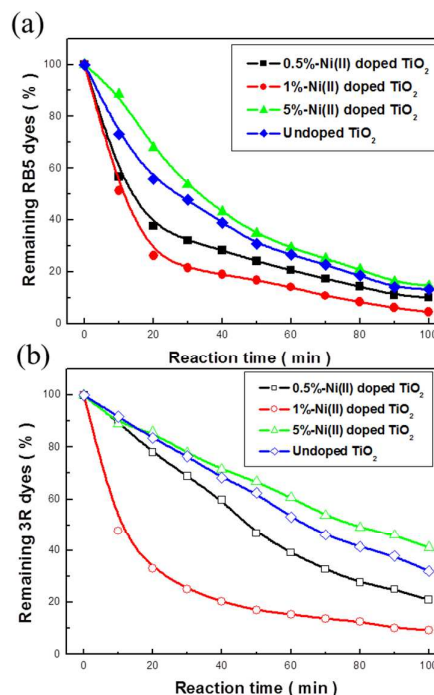 (a)
0.5%-Ni(II) doped TiO₂
1%-Ni(II) doped TiO₂
5%-Ni(II) doped TiO₂
Undoped TiO₂
Remaining RB5 dyes ( % )
100
80
60
40
20
0
0 20 40 60 80 100
Reaction time ( min )
(b)
0.5%-Ni(II) doped TiO₂
1%-Ni(II) doped TiO₂
5%-Ni(II) doped TiO₂
Undoped TiO₂
Remaining 3R dyes ( % )
100
80
60
40
20
0
0 20 40 60 80 100
Reaction time ( min )